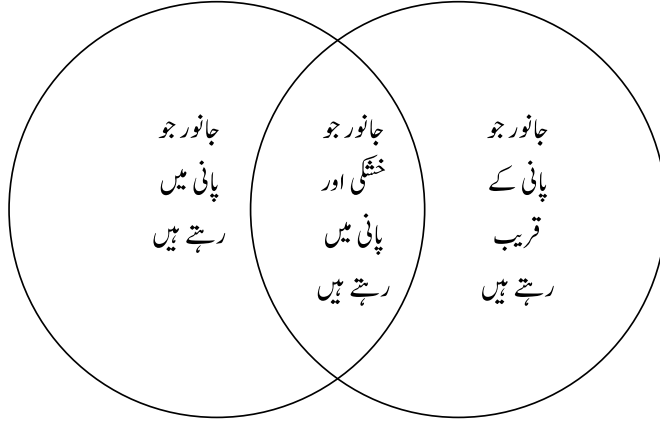 جانور جو
پانی کے
قریب
رہتے ہیں
جانور جو
خشکی اور
پانی میں
رہتے ہیں
جانور جو
پانی میں
رہتے ہیں